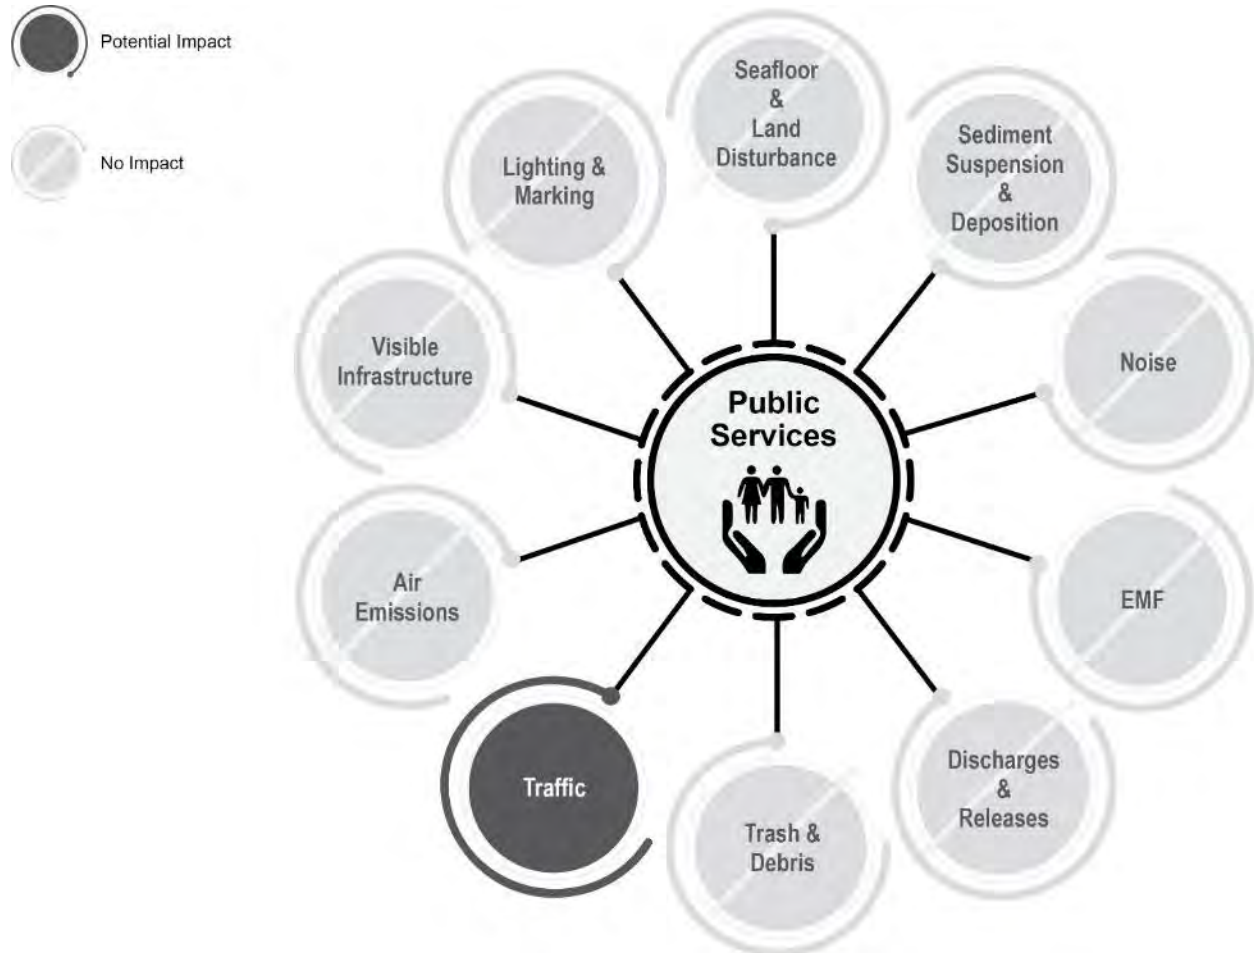 Potential Impact
No Impact
Seafloor
&
Land
Disturbance
Sediment
Suspension
&
Deposition
Noise
EMF
Discharges
&
Releases
Trash &
Debris
Traffic
Air
Emissions
Visible
Infrastructure
Lighting &
Marking
Public
Services